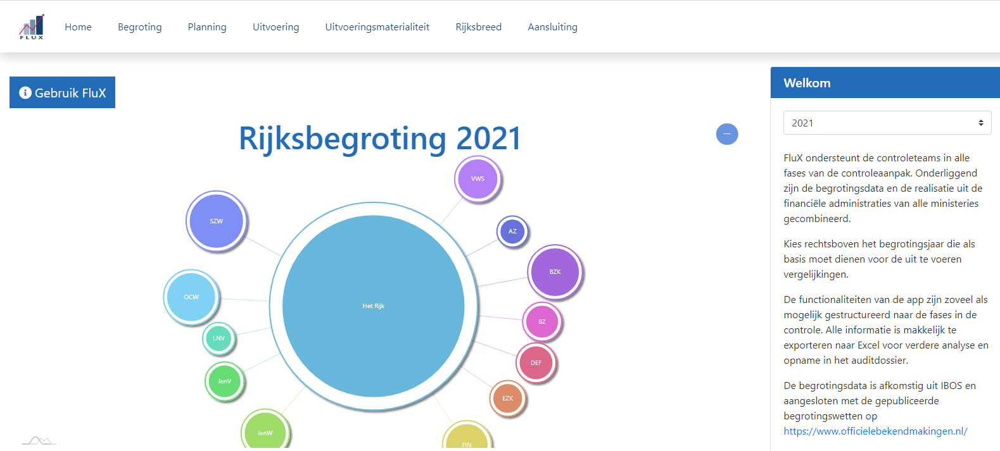 FLUX
Home
Begroting
Planning
Uitvoering
Uitvoeringsmaterialiteit
Rijksbreed
Aansluiting
Gebruik FluX
Rijksbegroting 2021
VWS
SZW
AZ
BZK
OCW
Het Rijk
BZ
LNV
DEF
JenV
EZK
IenW
FIN
Welkom
2021
FluX ondersteunt de controleteams in alle
fases van de controleaanpak. Onderliggend
zijn de begrotingsdata en de realisatie uit de
financiële administraties van alle ministeries
gecombineerd.
Kies rechtsboven het begrotingsjaar die als
basis moet dienen voor de uit te voeren
vergelijkingen.
De functionaliteiten van de app zijn zoveel als
mogelijk gestructureerd naar de fases in de
controle. Alle informatie is makkelijk te
exporteren naar Excel voor verdere analyse en
opname in het auditdossier.
De begrotingsdata is afkomstig uit IBOS en
aangesloten met de gepubliceerde
begrotingswetten op
https://www.officielebekendmakingen.nl/